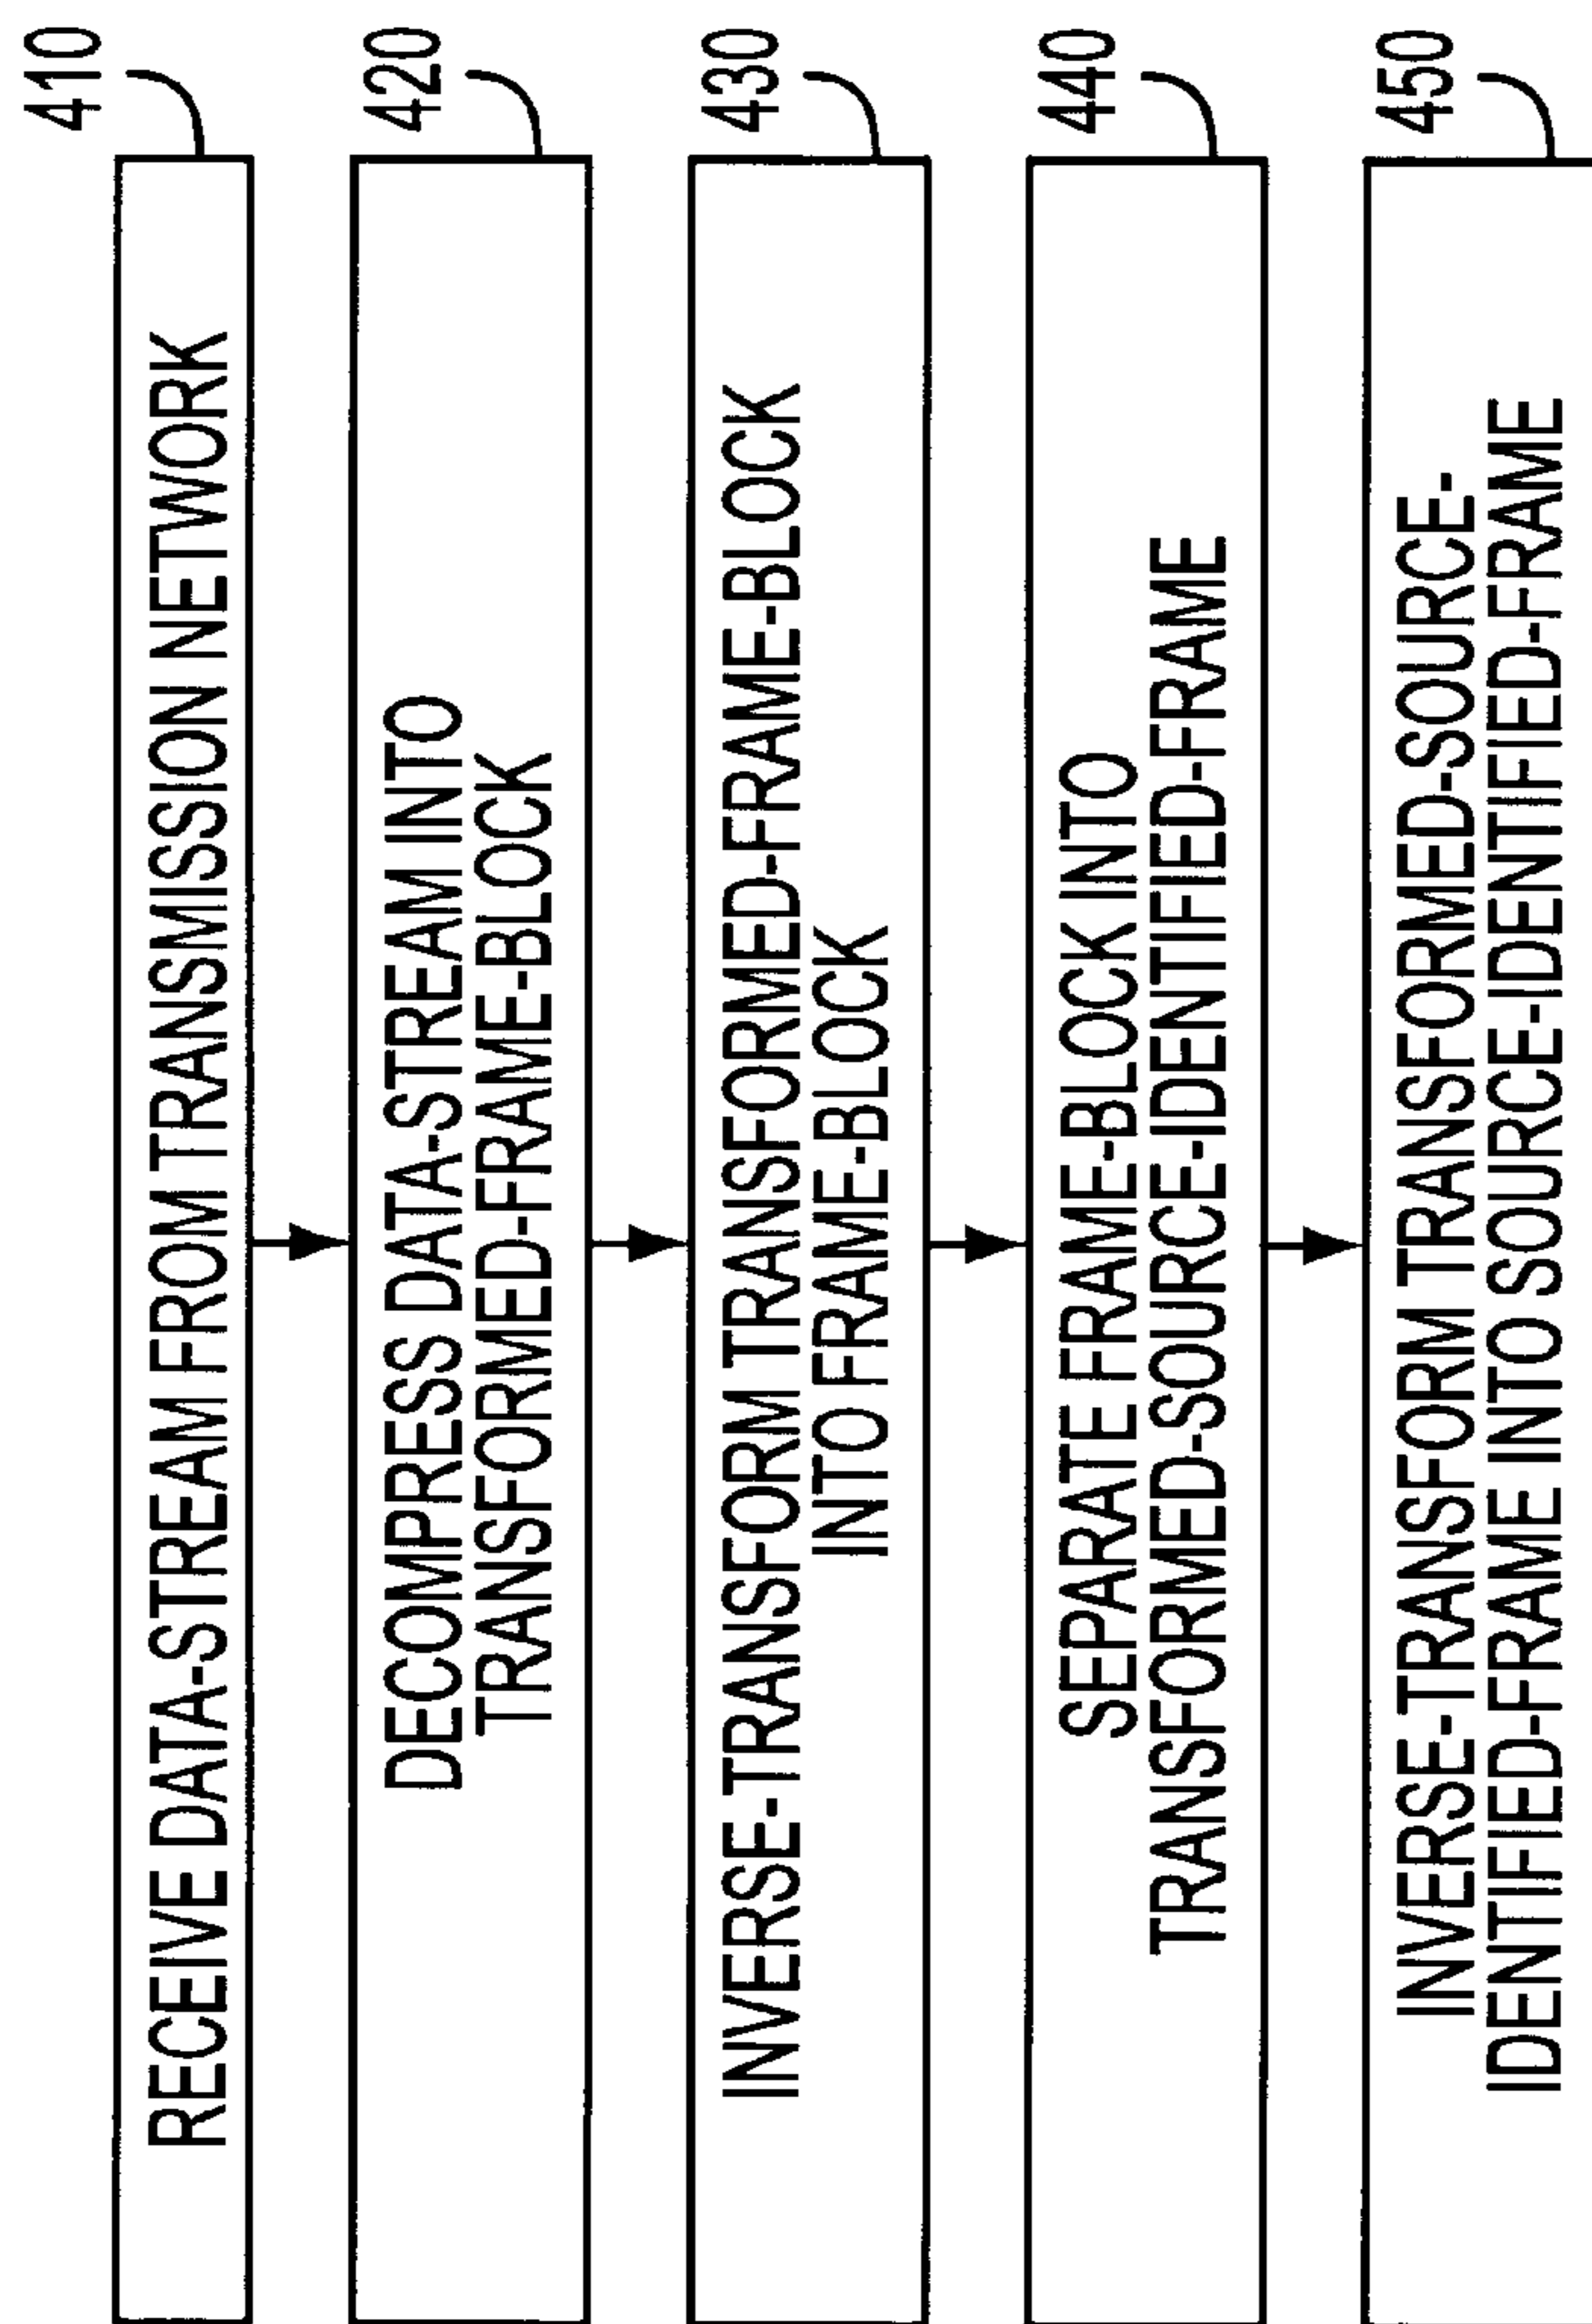 410
RECEIVE DATA-STREAM FROM TRANSMISSION NETWORK
420
DECOMPRESS DATA-STREAM INTO
TRANSFORMED-FRAME-BLOCK
430
INVERSE-TRANSFORM TRANSFORMED-FRAME-BLOCK
INTO FRAME-BLOCK
440
SEPARATE FRAME-BLOCK INTO
TRANSFORMED-SOURCE-IDENTIFIED-FRAME
450
INVERSE-TRANSFORM TRANSFORMED-SOURCE-
IDENTIFIED-FRAME INTO SOURCE-IDENTIFIED-FRAME